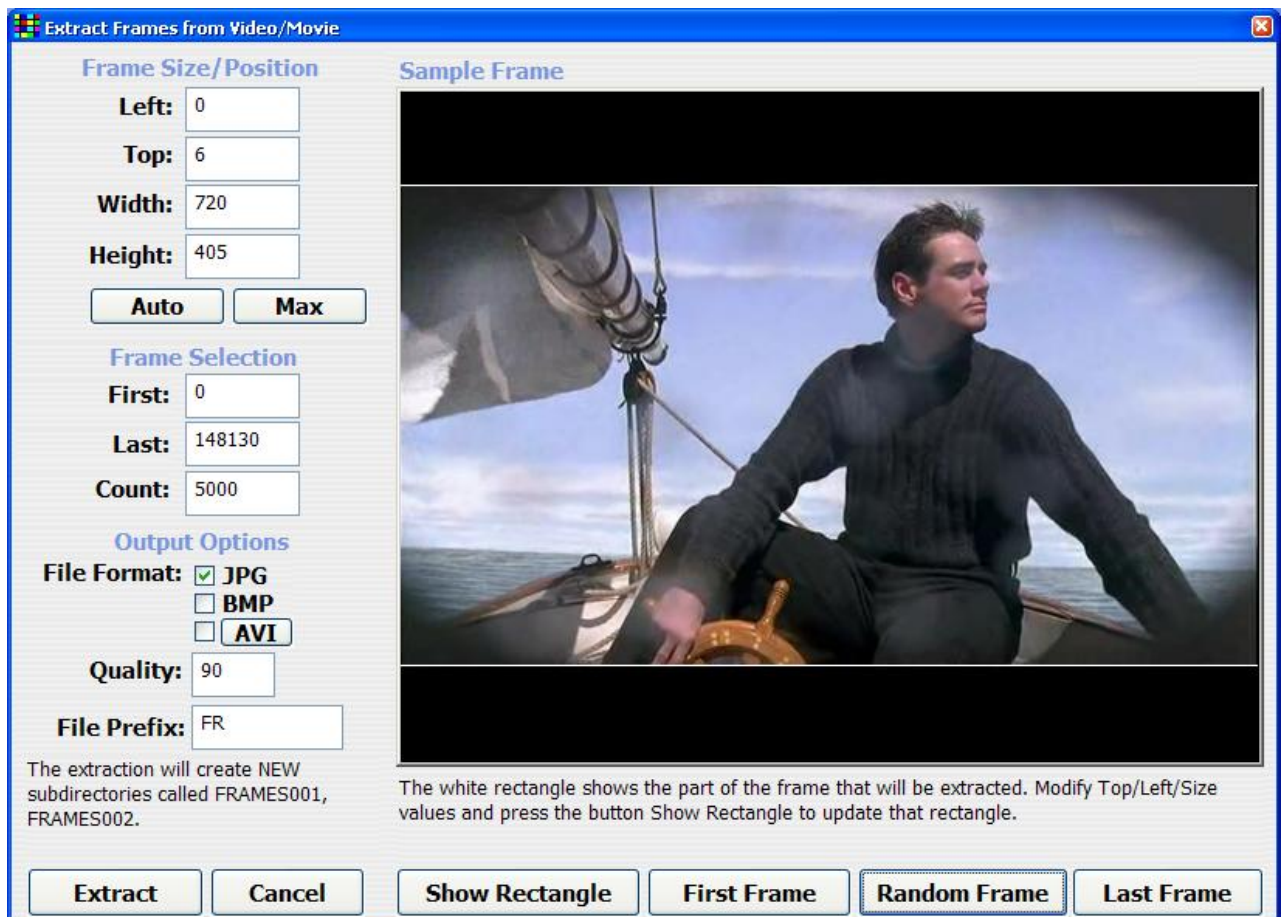 Extract Frames from Video/Movie
Frame Size/Position
Left: 0
Top: 6
Width: 720
Height: 405
Auto Max
Frame Selection
First: 0
Last: 148130
Count: 5000
Output Options
File Format: JPG
BMP
AVI
Quality: 90
File Prefix: FR
The extraction will create NEW
subdirectories called FRAMES001,
FRAMES002.
Extract Cancel
Sample Frame
The white rectangle shows the part of the frame that will be extracted. Modify Top/Left/Size
values and press the button Show Rectangle to update that rectangle.
Show Rectangle First Frame Random Frame Last Frame